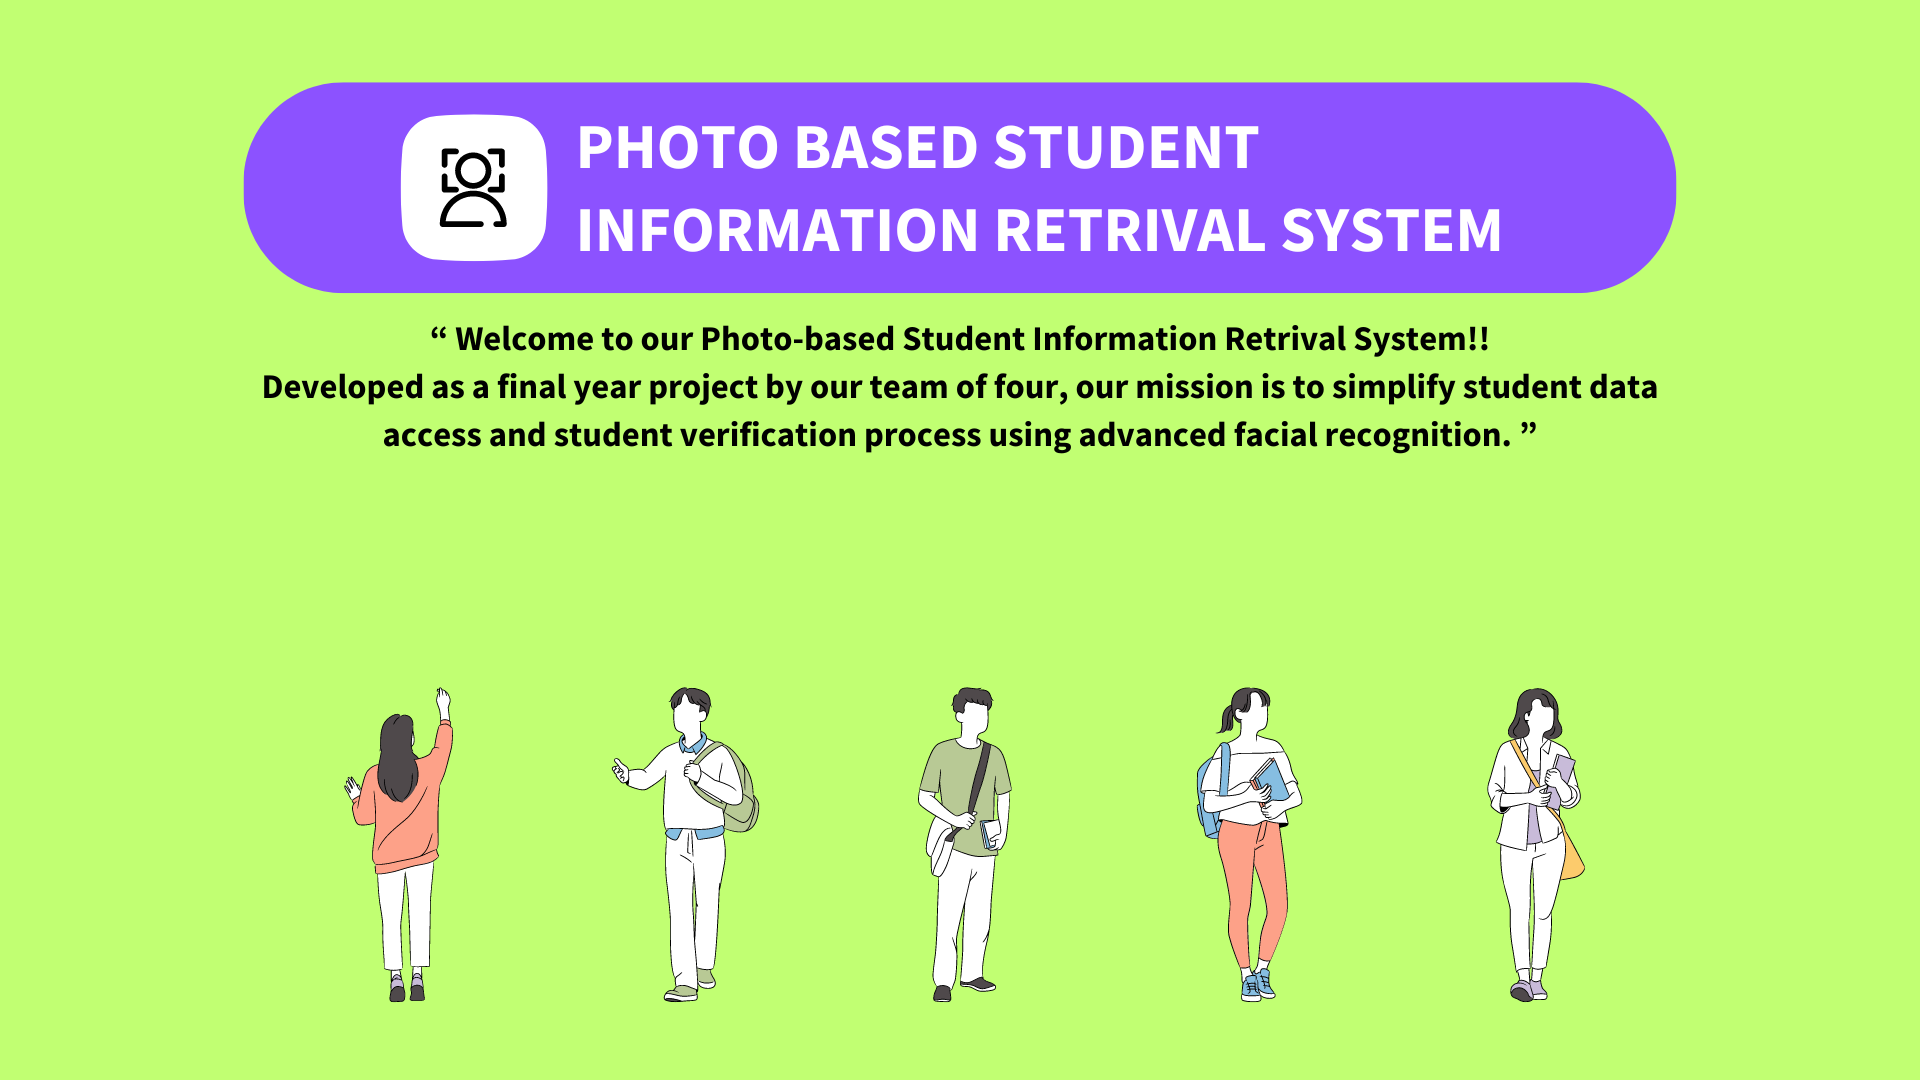 PHOTO BASED STUDENT
INFORMATION RETRIVAL SYSTEM
“ Welcome to our Photo-based Student Information Retrival System!!
Developed as a final year project by our team of four, our mission is to simplify student data
access and student verification process using advanced facial recognition. ”